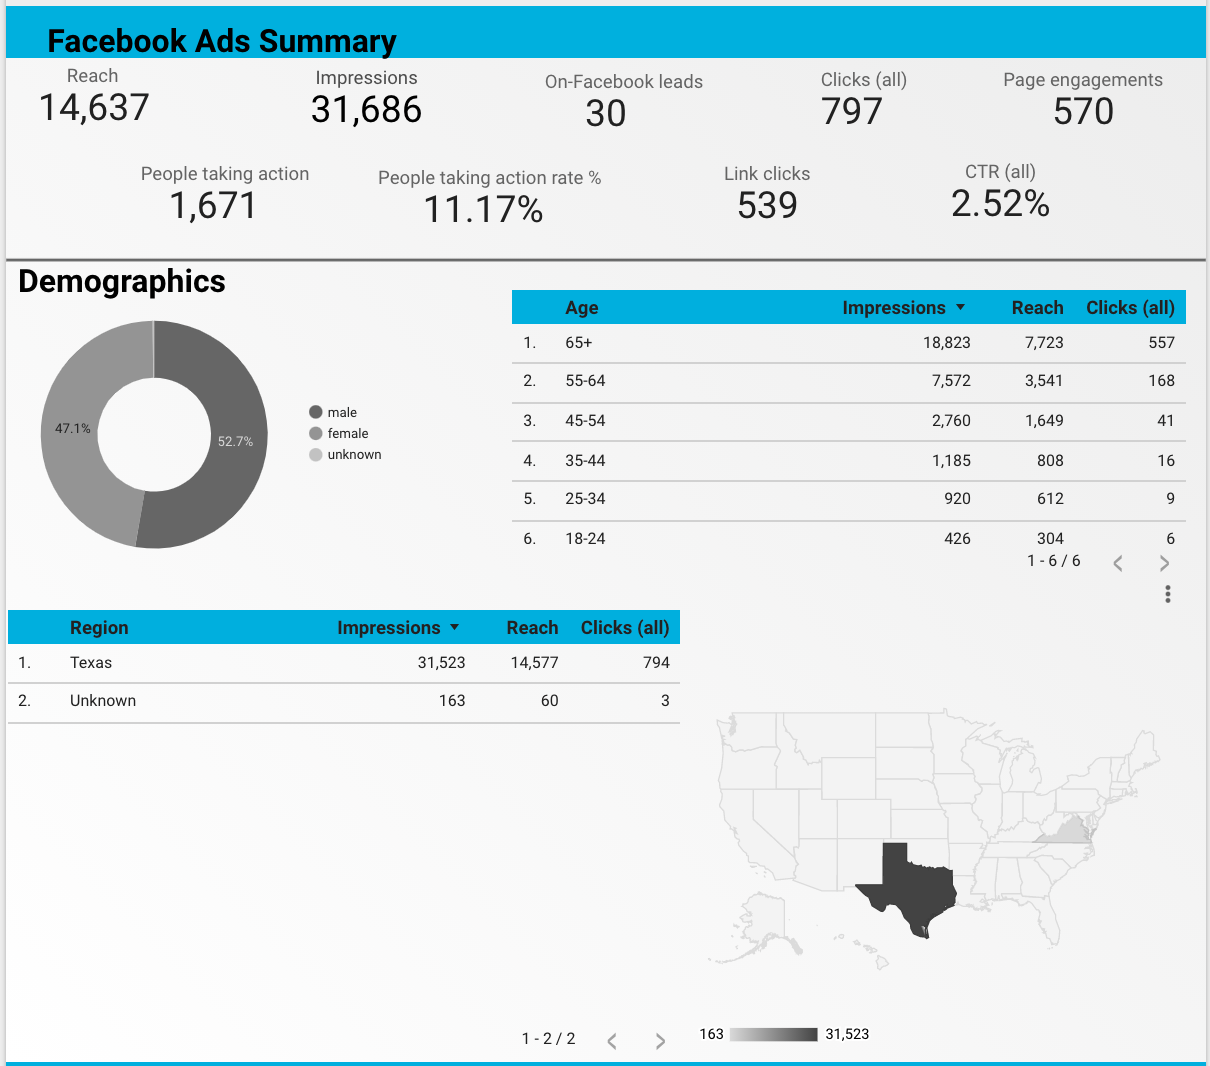 Facebook Ads Summary
Reach
14,637
Impressions
31,686
On-Facebook leads
30
Clicks (all)
797
Page engagements
570
People taking action
1,671
People taking action rate %
11.17%
Link clicks
539
CTR (all)
2.52%
Demographics
47.1%
52.7%
male
female
unknown
Age Impressions Reach Clicks (all)
1. 65+ 18,823 7,723 557
2. 55-64 7,572 3,541 168
3. 45-54 2,760 1,649 41
4. 35-44 1,185 808 16
5. 25-34 920 612 9
6. 18-24 426 304 6
1 - 6 / 6
Region Impressions Reach Clicks (all)
1. Texas 31,523 14,577 794
2. Unknown 163 60 3
1 - 2 / 2
163 31,523